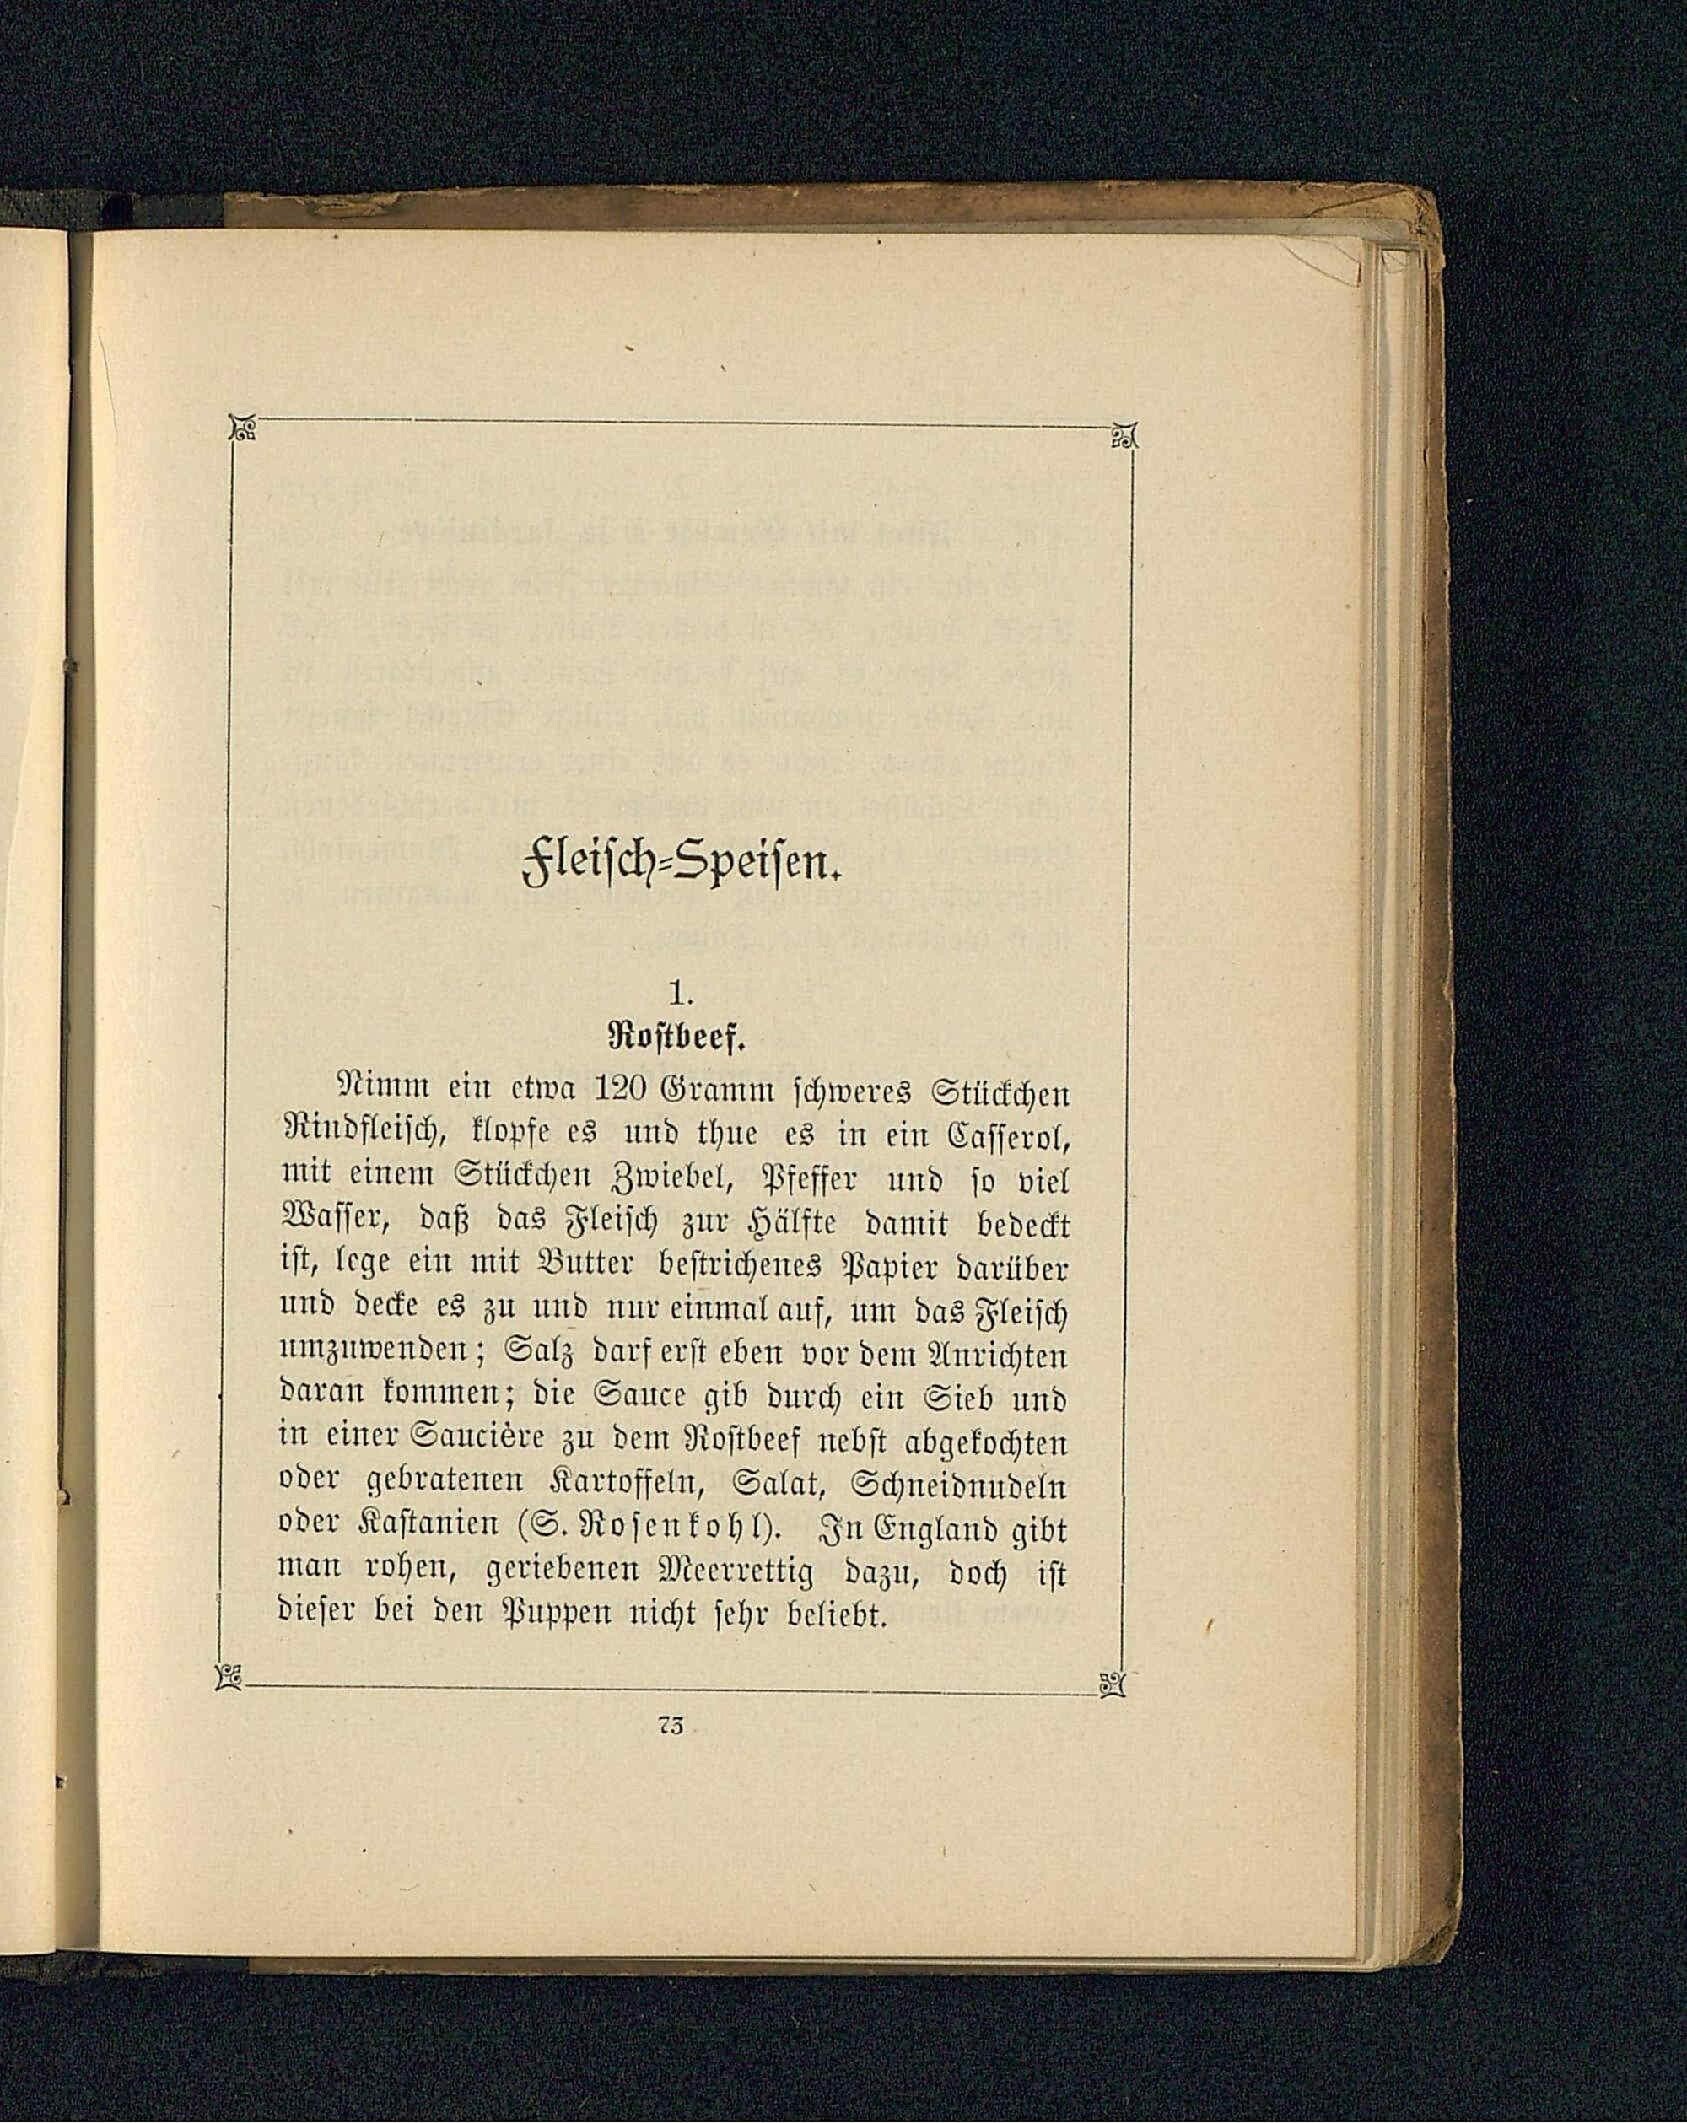 Fleisch-Speisen.
1.
Rostbeef.
Nimm ein etwa 120 Gramm schweres Stückchen
Rindfleisch, klopfe es und thue es in ein Casserol,
mit einem Stückchen Zwiebel, Pfeffer und so viel
Wasser, daß das Fleisch zur Hälfte damit bedeckt
ist, lege ein mit Butter bestrichenes Papier darüber
und decke es zu und nur einmal auf, um das Fleisch
umzuwenden; Salz darf erst eben vor dem Anrichten
daran kommen; die Sauce gib durch ein Sieb und
in einer Saucière zu dem Rostbeef nebst abgekochten
oder gebratenen Kartoffeln, Salat, Schneidnudeln
oder Kastanien (S. Rosenkohl). In England gibt
man rohen, geriebenen Meerrettig dazu, doch ist
dieser bei den Puppen nicht sehr beliebt.
73